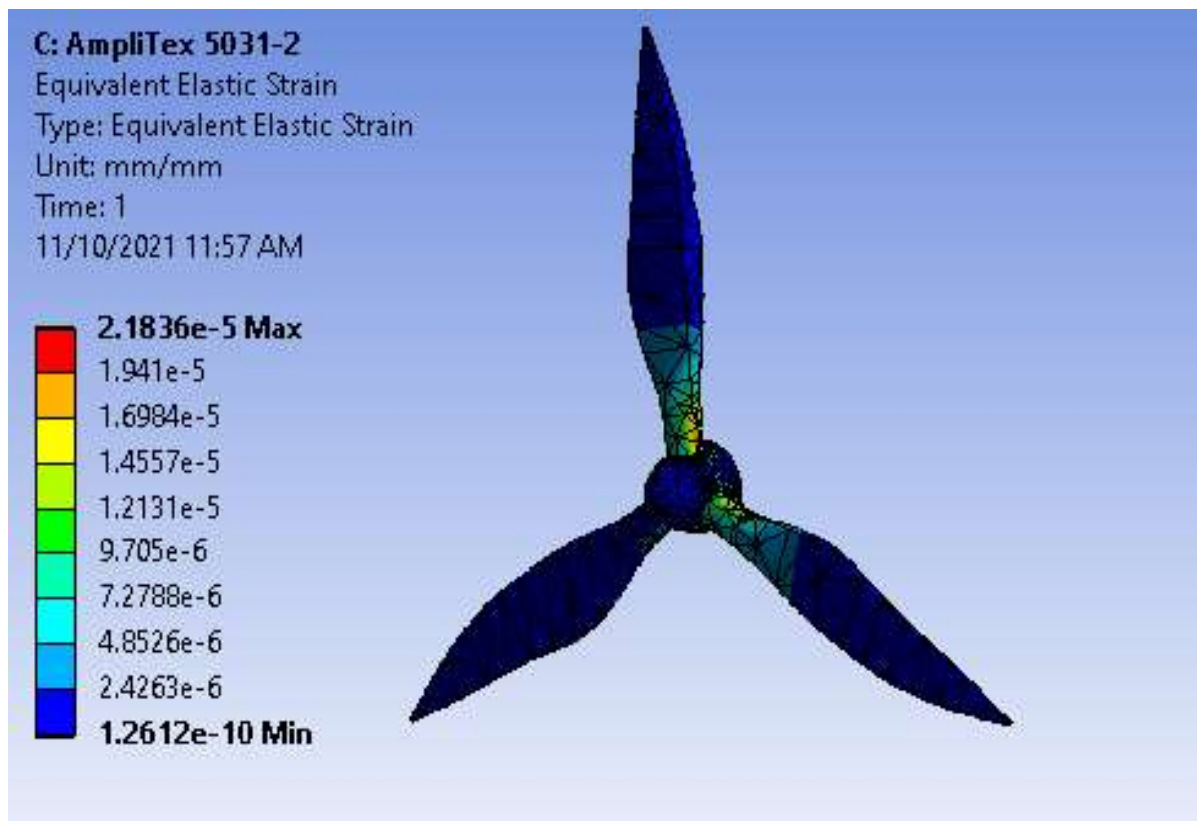 C: AmpliTex 5031-2
Equivalent Elastic Strain
Type: Equivalent Elastic Strain
Unit: mm/mm
Time: 1
11/10/2021 11:57 AM
2.1836e-5 Max
1.941e-5
1.6984e-5
1.4557e-5
1.2131e-5
9.705e-6
7.2788e-6
4.8526e-6
2.4263e-6
1.2612e-10 Min